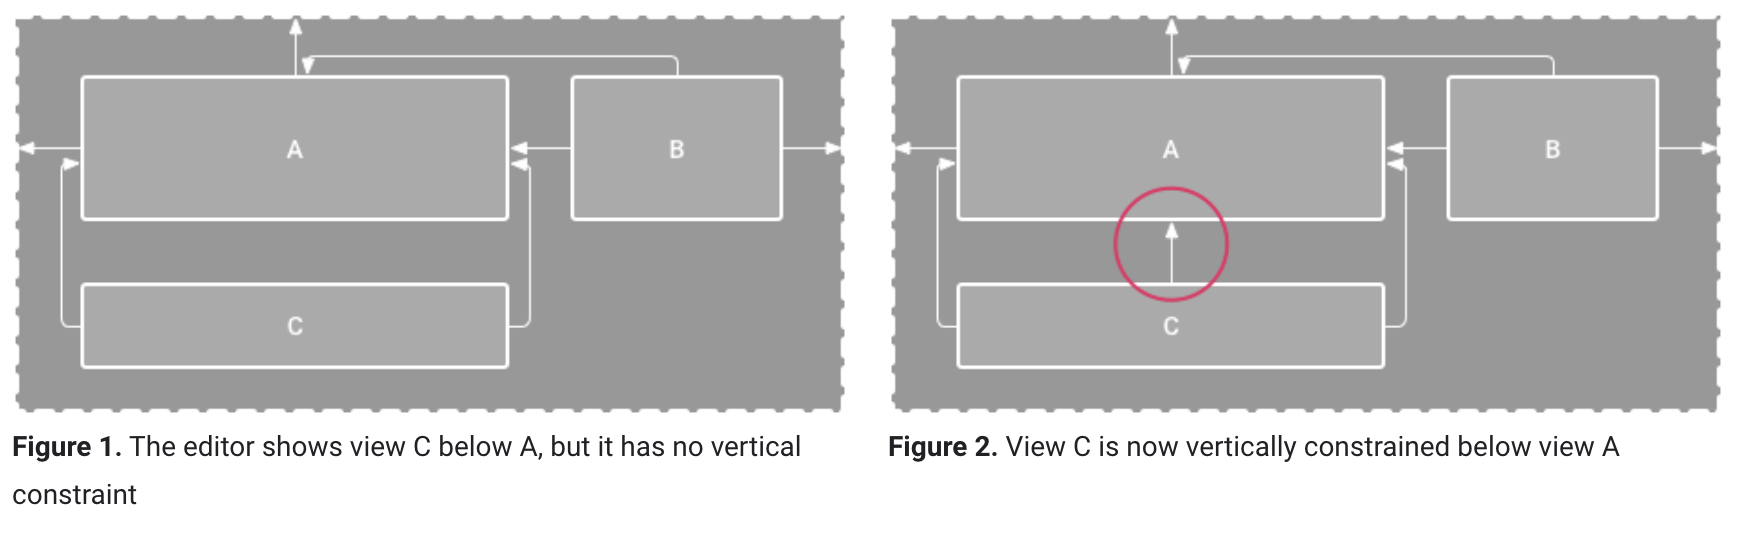 A
B
C
Figure 1. The editor shows view C below A, but it has no vertical
constraint
A
B
C
Figure 2. View C is now vertically constrained below view A